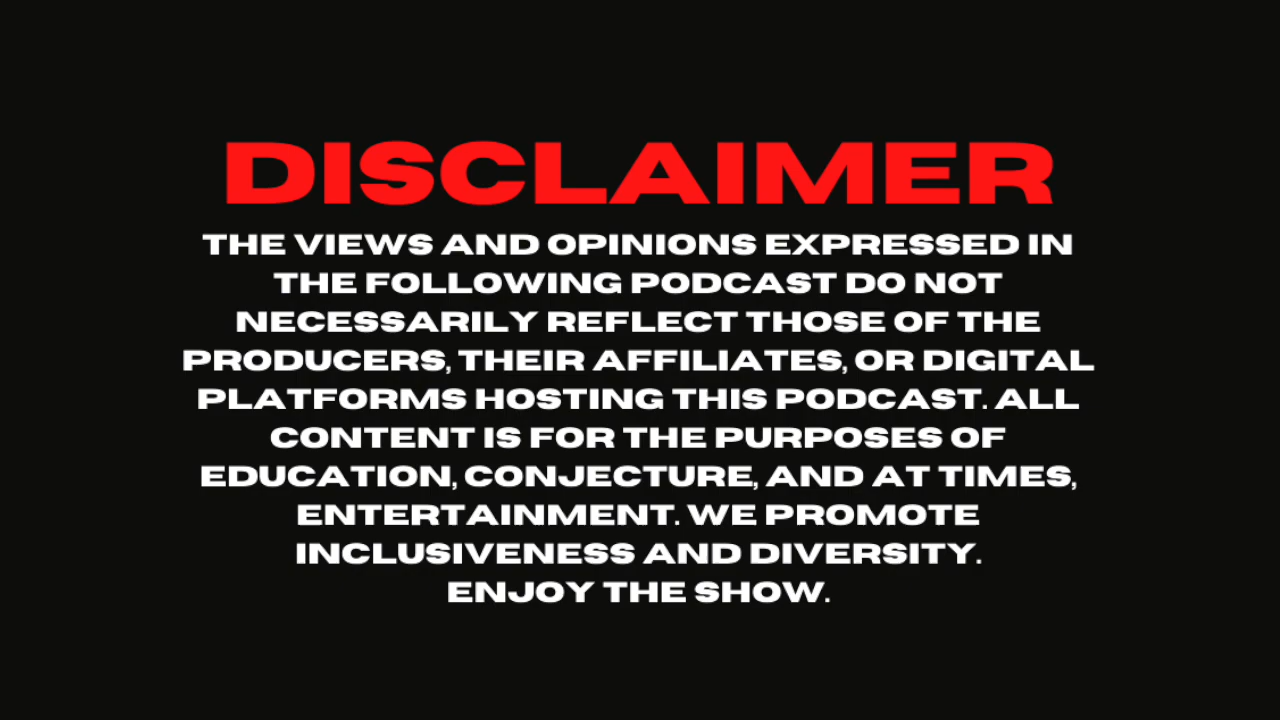 DISCLAIMER
THE VIEWS AND OPINIONS EXPRESSED IN
THE FOLLOWING PODCAST DO NOT
NECESSARILY REFLECT THOSE OF THE
PRODUCERS, THEIR AFFILIATES, OR DIGITAL
PLATFORMS HOSTING THIS PODCAST. ALL
CONTENT IS FOR THE PURPOSES OF
EDUCATION, CONJECTURE, AND AT TIMES,
ENTERTAINMENT. WE PROMOTE
INCLUSIVENESS AND DIVERSITY.
ENJOY THE SHOW.